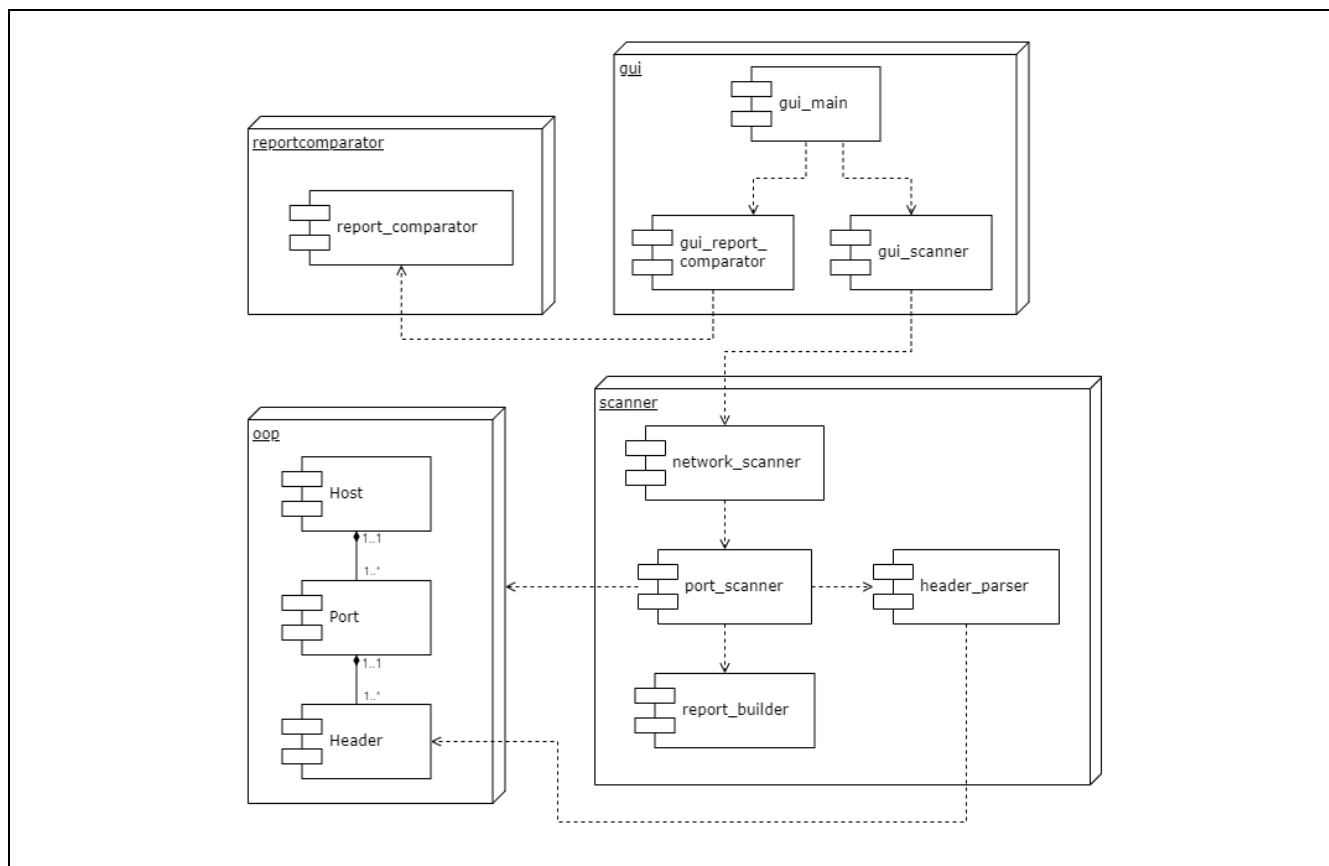 gui
gui_main
gui_report_
comparator
gui_scanner
reportcomparator
report_comparator
scanner
network_scanner
port_scanner
header_parser
report_builder
oop
Host
1..1
1..*
Port
1..1
1..*
Header